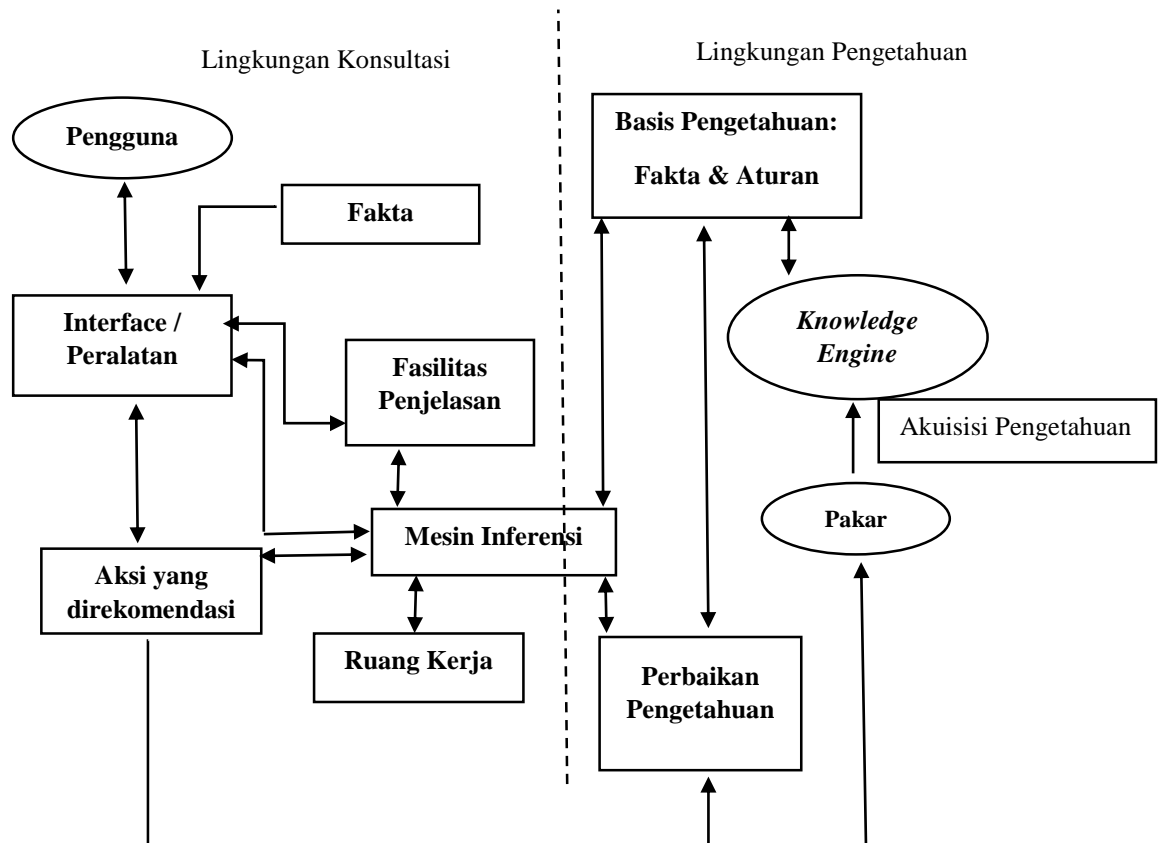 Lingkungan Konsultasi
Lingkungan Pengetahuan
Pengguna
Basis Pengetahuan:
Fakta & Aturan
Fakta
Interface /
Peralatan
Knowledge
Engine
Fasilitas
Penjelasan
Akuisisi Pengetahuan
Mesin Inferensi
Pakar
Aksi yang
direkomendasi
Ruang Kerja
Perbaikan
Pengetahuan